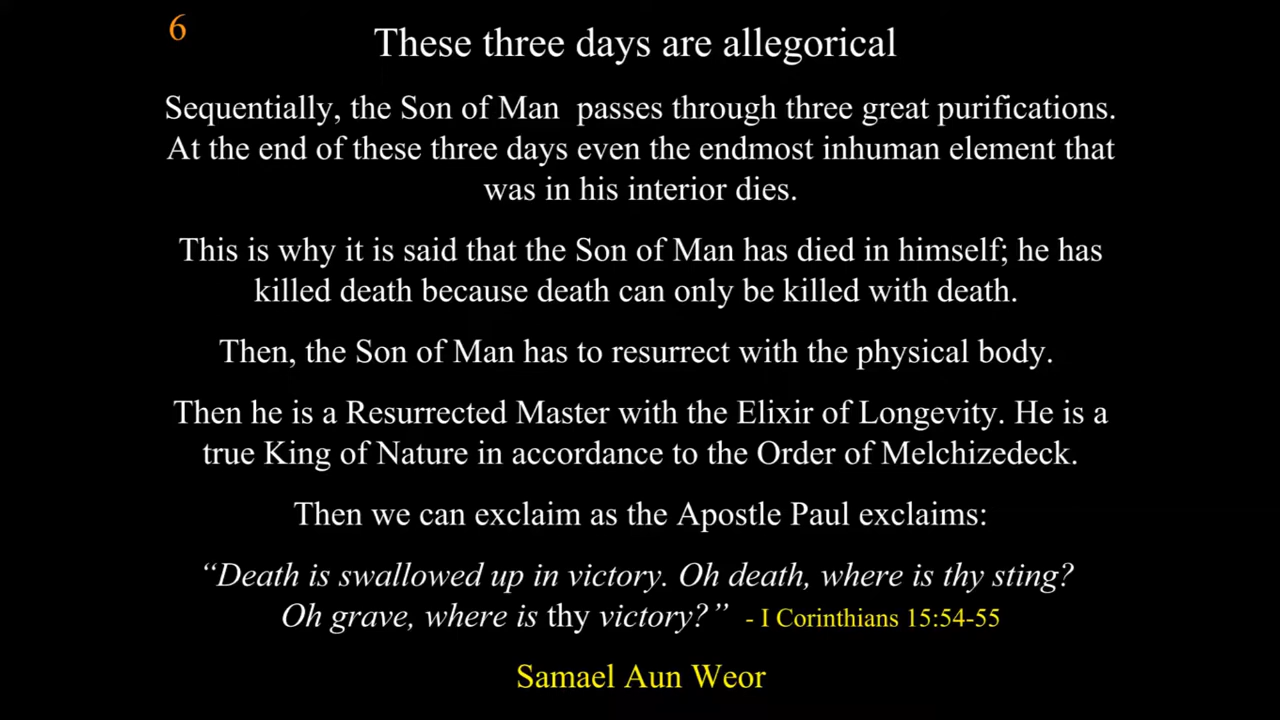 6
These three days are allegorical
Sequentially, the Son of Man passes through three great purifications.
At the end of these three days even the endmost inhuman element that
was in his interior dies.
This is why it is said that the Son of Man has died in himself; he has
killed death because death can only be killed with death.
Then, the Son of Man has to resurrect with the physical body.
Then he is a Resurrected Master with the Elixir of Longevity. He is a
true King of Nature in accordance to the Order of Melchizedeck.
Then we can exclaim as the Apostle Paul exclaims:
“Death is swallowed up in victory. Oh death, where is thy sting?
Oh grave, where is thy victory?” - I Corinthians 15:54-55
Samael Aun Weor